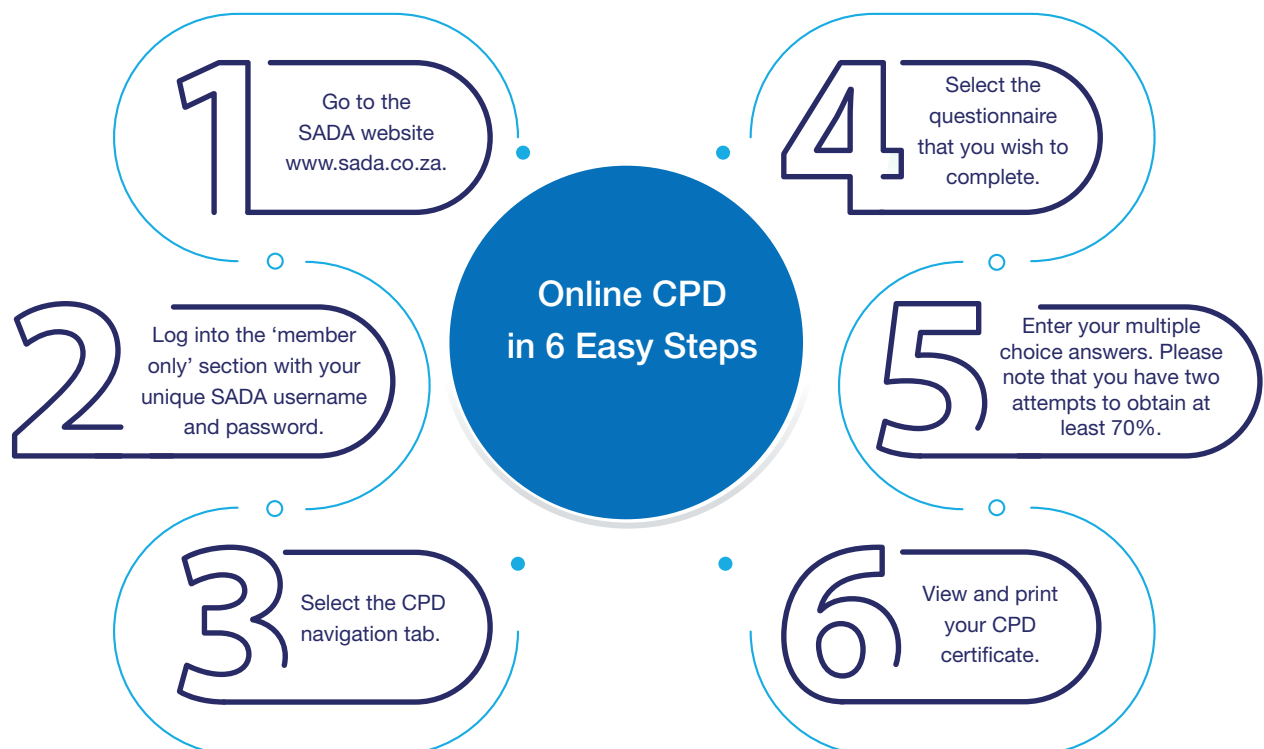 Online CPD
in 6 Easy Steps
1
Go to the
SADA website
www.sada.co.za.
2
Log into the ‘member
only’ section with your
unique SADA username
and password.
3
Select the CPD
navigation tab.
4
Select the
questionnaire
that you wish to
complete.
5
Enter your multiple
choice answers. Please
note that you have two
attempts to obtain at
least 70%.
6
View and print
your CPD
certificate.